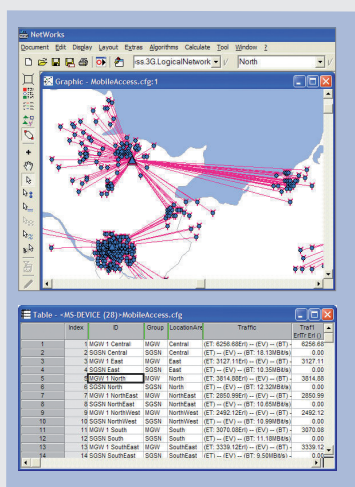 NetWorks
Document Edit Display Layout Extras Algorithms Calculate Tool Window ?
ss.3G.LogicalNetwork North
Graphic - MobileAccess.cfg:1
Table - <MS-DEVICE (28)>MobileAccess.cfg
Index ID Group LocationAre Traffic Traf1
ErlTr Erl ()
1 1 MGW 1 Central MGW Central (ET: 6256.68Erl) -- (EV) -- (BT) - 6256.68
2 2 SGSN Central SGSN Central (ET) -- (EV) -- (BT: 18.13MBit/s) 0.00
3 3 MGW 1 East MGW East (ET: 3127.11Erl) -- (EV) -- (BT) - 3127.11
4 4 SGSN East SGSN East (ET) -- (EV) -- (BT: 10.35MBit/s) 0.00
5 5 MGW 1 North MGW North (ET: 3814.88Erl) -- (EV) -- (BT) - 3814.88
6 6 SGSN North SGSN North (ET) -- (EV) -- (BT: 12.32MBit/s) 0.00
7 7 MGW 1 NorthEast MGW NorthEast (ET: 2850.99Erl) -- (EV) -- (BT) - 2850.99
8 8 SGSN NorthEast SGSN NorthEast (ET) -- (EV) -- (BT: 10.65MBit/s) 0.00
9 9 MGW 1 NorthWest MGW NorthWest (ET: 2492.12Erl) -- (EV) -- (BT) - 2492.12
10 10 SGSN NorthWest SGSN NorthWest (ET) -- (EV) -- (BT: 10.99MBit/s) 0.00
11 11 MGW 1 South MGW South (ET: 3070.08Erl) -- (EV) -- (BT) - 3070.08
12 12 SGSN South SGSN South (ET) -- (EV) -- (BT: 11.18MBit/s) 0.00
13 13 MGW 1 SouthEast MGW SouthEast (ET: 3339.12Erl) -- (EV) -- (BT) - 3339.12
14 14 SGSN SouthEast SGSN SouthEast (ET) -- (EV) -- (BT: 9.50MBit/s) 0.00